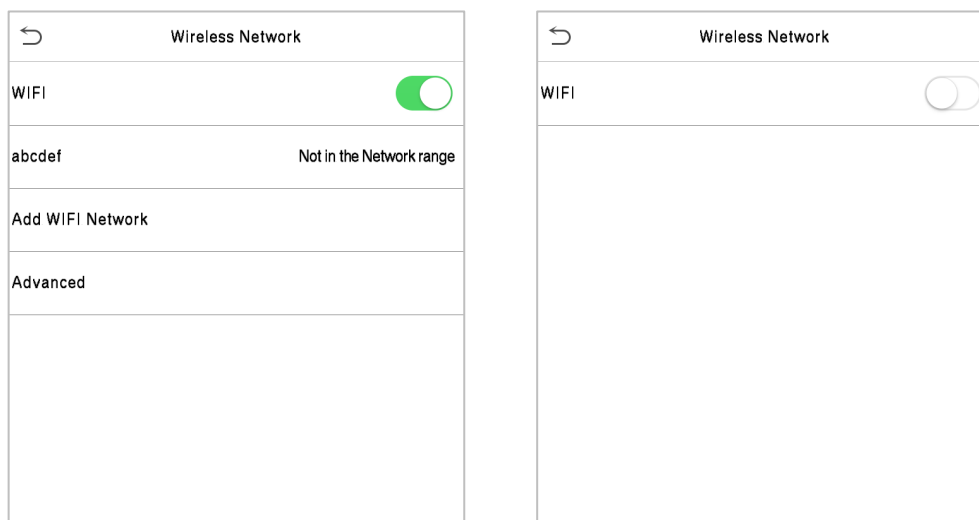 Wireless Network
WIFI
abcdef Not in the Network range
Add WIFI Network
Advanced
Wireless Network
WIFI